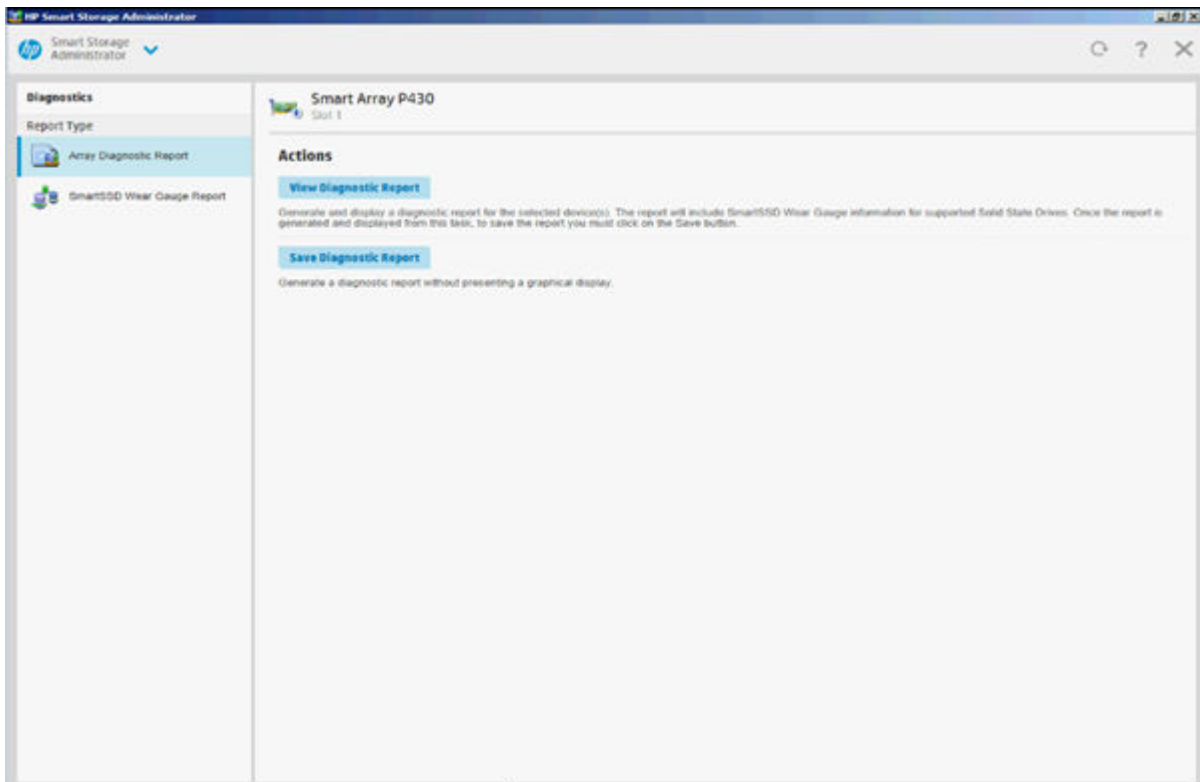 HP Smart Storage Administrator
hp
Smart Storage
Administrator
?
Diagnostics
Report Type
Array Diagnostic Report
SmartSSD Wear Gauge Report
Smart Array P430
Slot 1
Actions
View Diagnostic Report
Generate and display a diagnostic report for the selected device(s). The report will include SmartSSD Wear Gauge information for supported Solid State Drives. Once the report is
generated and displayed from this task, to save the report you must click on the Save button.
Save Diagnostic Report
Generate a diagnostic report without presenting a graphical display.